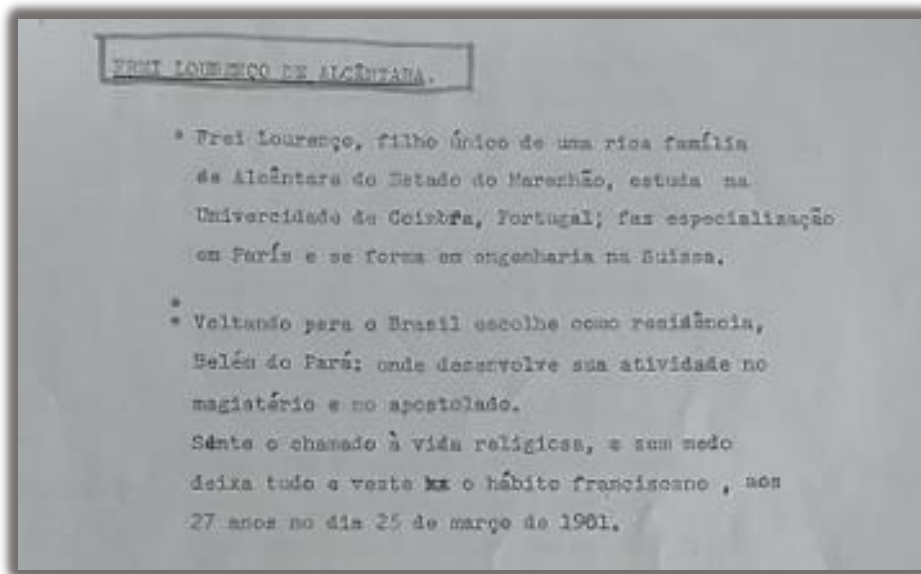 FREI LOURENÇO DE ALCÂNTARA.
* Frei Lourenço, filho único de uma rica família
de Alcântara do Estado do Maranhão, estuda na
Univercidade de Coimbra, Portugal; faz especialização
em París e se forma em engenharia na Suissa.
*
* Voltando para o Brasil escolhe como residência,
Belém do Pará; onde desenvolve sua atividade no
magistério e no apostolado.
Sente o chamado à vida religiosa, e sem medo
deixa tudo e veste xx o hábito franciscano , aos
27 anos no dia 25 de março de 1901.